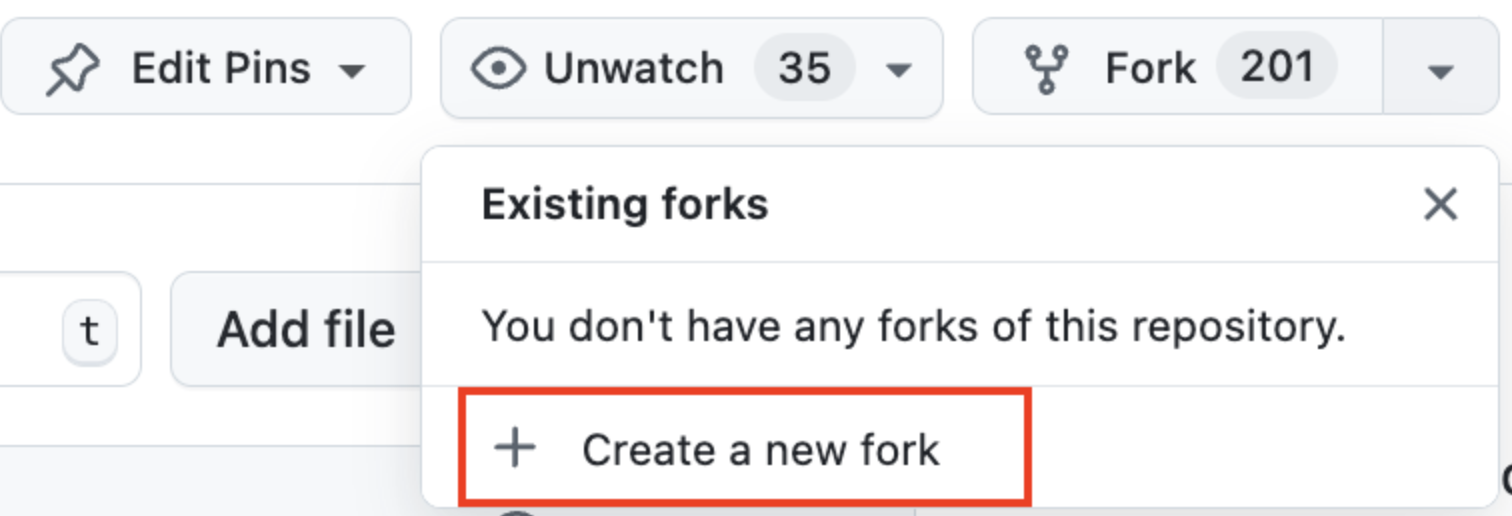 Edit Pins
Unwatch 35
Fork 201
Existing forks
t
Add file
You don't have any forks of this repository.
Create a new fork